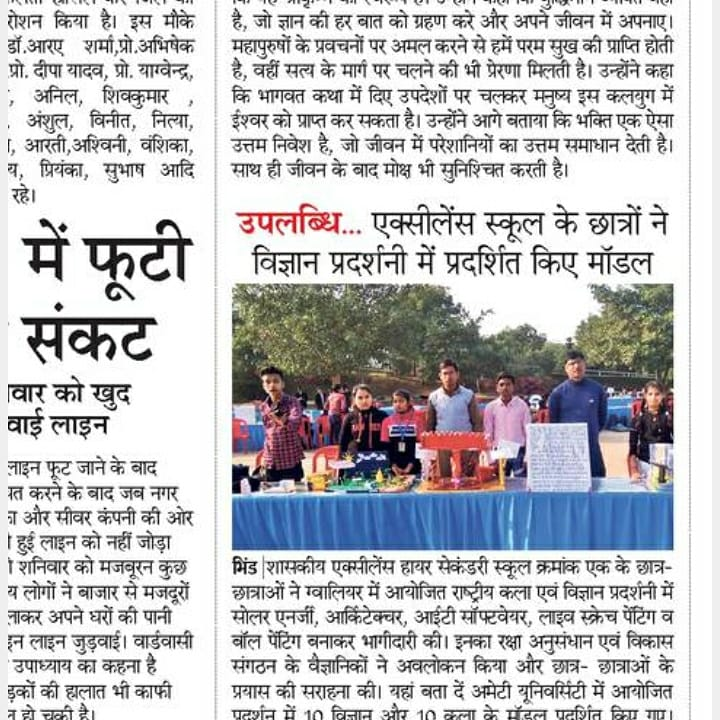 रोशन किया है। इस मौके
डॉ.आरए शर्मा,प्रो.अभिषेक
प्रो. दीपा यादव, प्रो. याग्वेन्द्र,
अनिल, शिवकुमार ,
अंशुल, विनीत, नित्या,
आरती,अश्विनी, वंशिका,
प्रियंका, सुभाष आदि
रहे।
में फूटी
संकट
वार को खुद
वाई लाइन
लाइन फूट जाने के बाद
यत करने के बाद जब नगर
और सीवर कंपनी की ओर
हुई लाइन को नहीं जोड़ा
शनिवार को मजबूरन कुछ
लोगों ने बाजार से मजदूरों
लाकर अपने घरों की पानी
इन लाइन जुड़वाई। वार्डवासी
उपाध्याय का कहना है
ड़कों की हालात भी काफी
हो चुकी है।
है, जो ज्ञान की हर बात को ग्रहण करे और अपने जीवन में अपनाए।
महापुरुषों के प्रवचनों पर अमल करने से हमें परम सुख की प्राप्ति होती
है, वहीं सत्य के मार्ग पर चलने की भी प्रेरणा मिलती है। उन्होंने कहा
कि भागवत कथा में दिए उपदेशों पर चलकर मनुष्य इस कलयुग में
ईश्वर को प्राप्त कर सकता है। उन्होंने आगे बताया कि भक्ति एक ऐसा
उत्तम निवेश है, जो जीवन में परेशानियों का उत्तम समाधान देती है।
साथ ही जीवन के बाद मोक्ष भी सुनिश्चित करती है।
उपलब्धि... एक्सीलेंस स्कूल के छात्रों ने
विज्ञान प्रदर्शनी में प्रदर्शित किए मॉडल
भिंड |शासकीय एक्सीलेंस हायर सेकंडरी स्कूल क्रमांक एक के छात्र-
छात्राओं ने ग्वालियर में आयोजित राष्ट्रीय कला एवं विज्ञान प्रदर्शनी में
सोलर एनर्जी, आर्किटेक्चर, आईटी सॉफ्टवेयर, लाइव स्क्रेच पेंटिंग व
बॉल पेंटिंग बनाकर भागीदारी की। इनका रक्षा अनुसंधान एवं विकास
संगठन के वैज्ञानिकों ने अवलोकन किया और छात्र- छात्राओं के
प्रयास की सराहना की। यहां बता दें अमेटी यूनिवर्सिटी में आयोजित
प्रदर्शन में 10 विज्ञान और 10 कला के मॉडल प्रदर्शित किए गए।